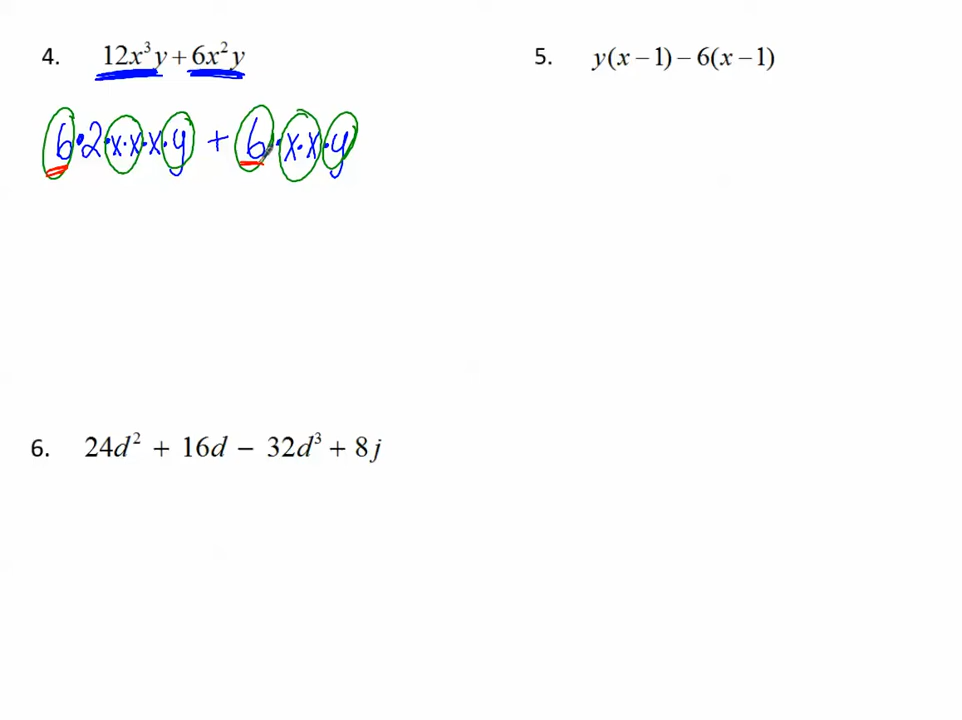 4. 12x³y + 6x²y
6·2·x·x·x·y + 6·x·x·y
5. y(x − 1) − 6(x − 1)
6. 24d² + 16d − 32d³ + 8j